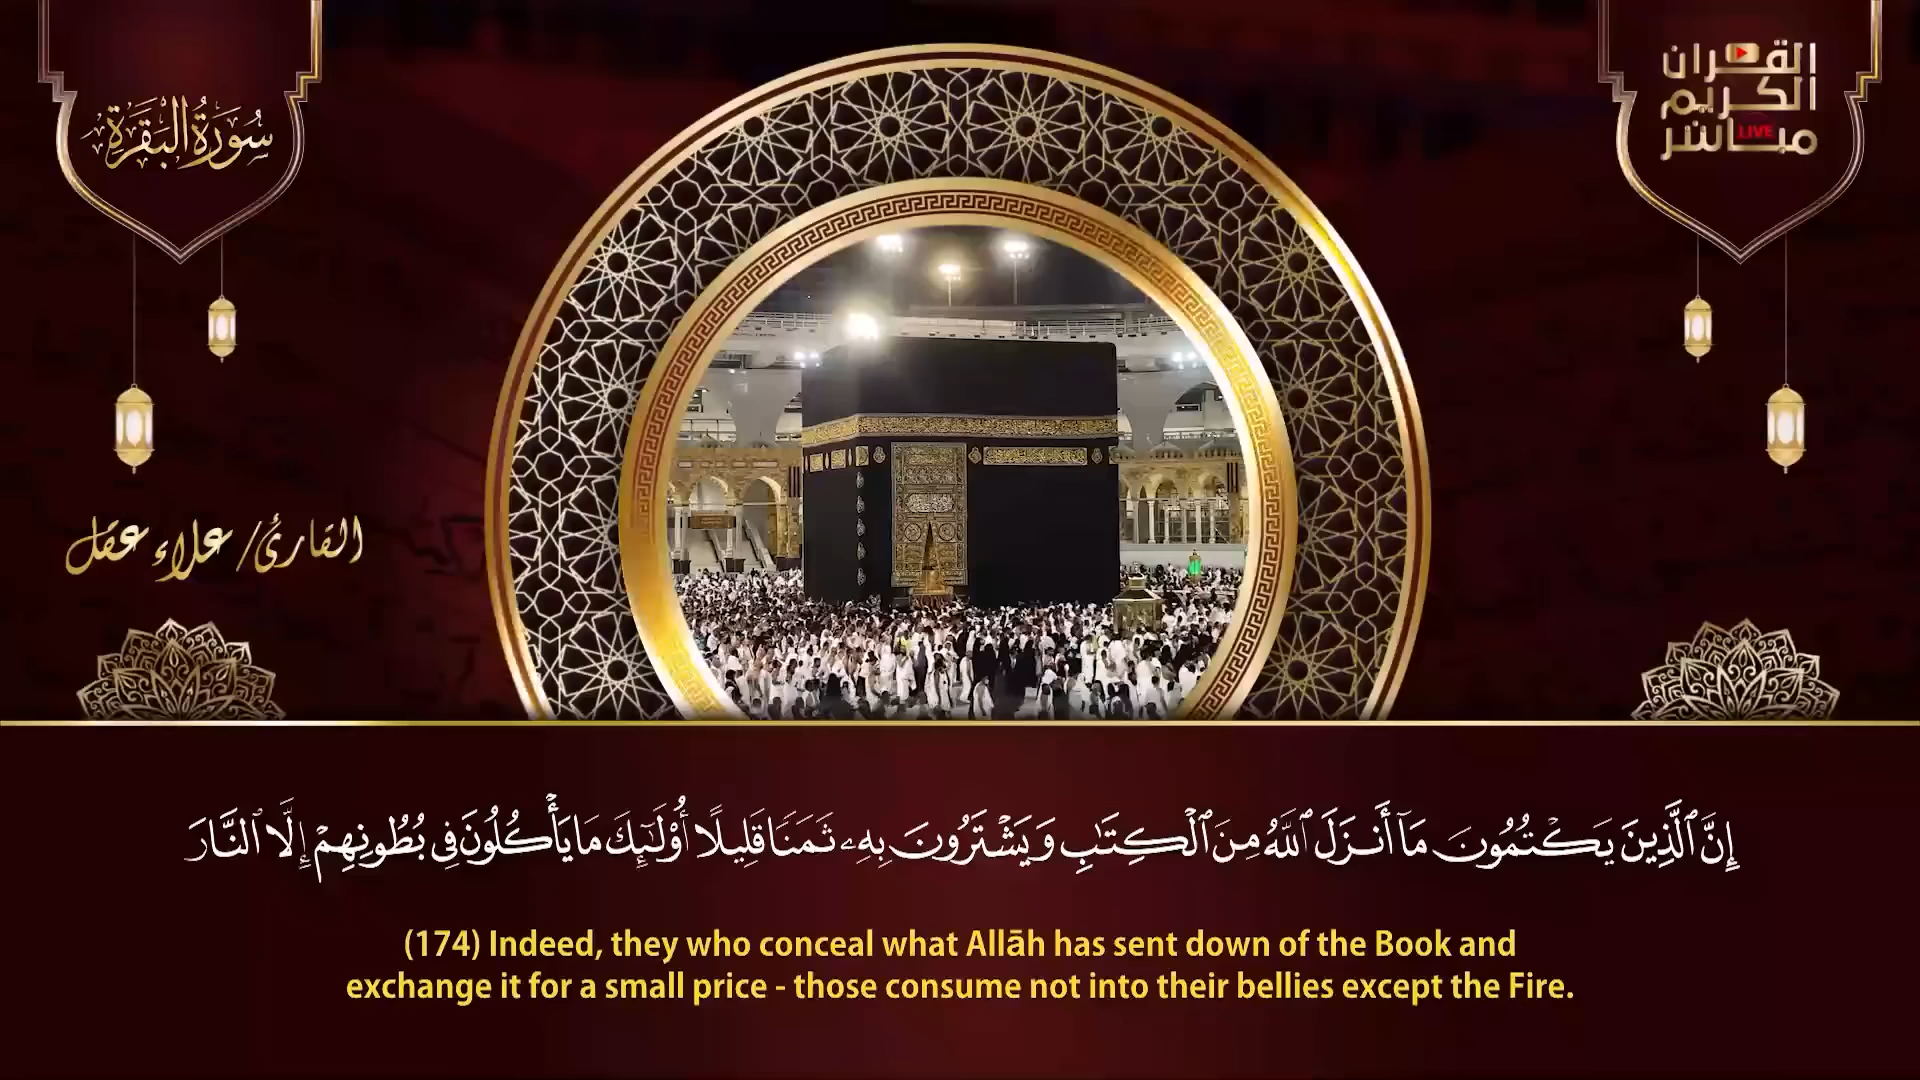 سُورَةُ البَقَرَةِ
القرآن
الكريم
مباشر
LIVE
القارئ/ علاء عقل
إِنَّ ٱلَّذِينَ يَكْتُمُونَ مَآ أَنزَلَ ٱللَّهُ مِنَ ٱلْكِتَٰبِ وَيَشْتَرُونَ بِهِۦ ثَمَنًا قَلِيلًا أُو۟لَٰٓئِكَ مَا يَأْكُلُونَ فِى بُطُونِهِمْ إِلَّا ٱلنَّارَ
(174) Indeed, they who conceal what Allāh has sent down of the Book and
exchange it for a small price - those consume not into their bellies except the Fire.